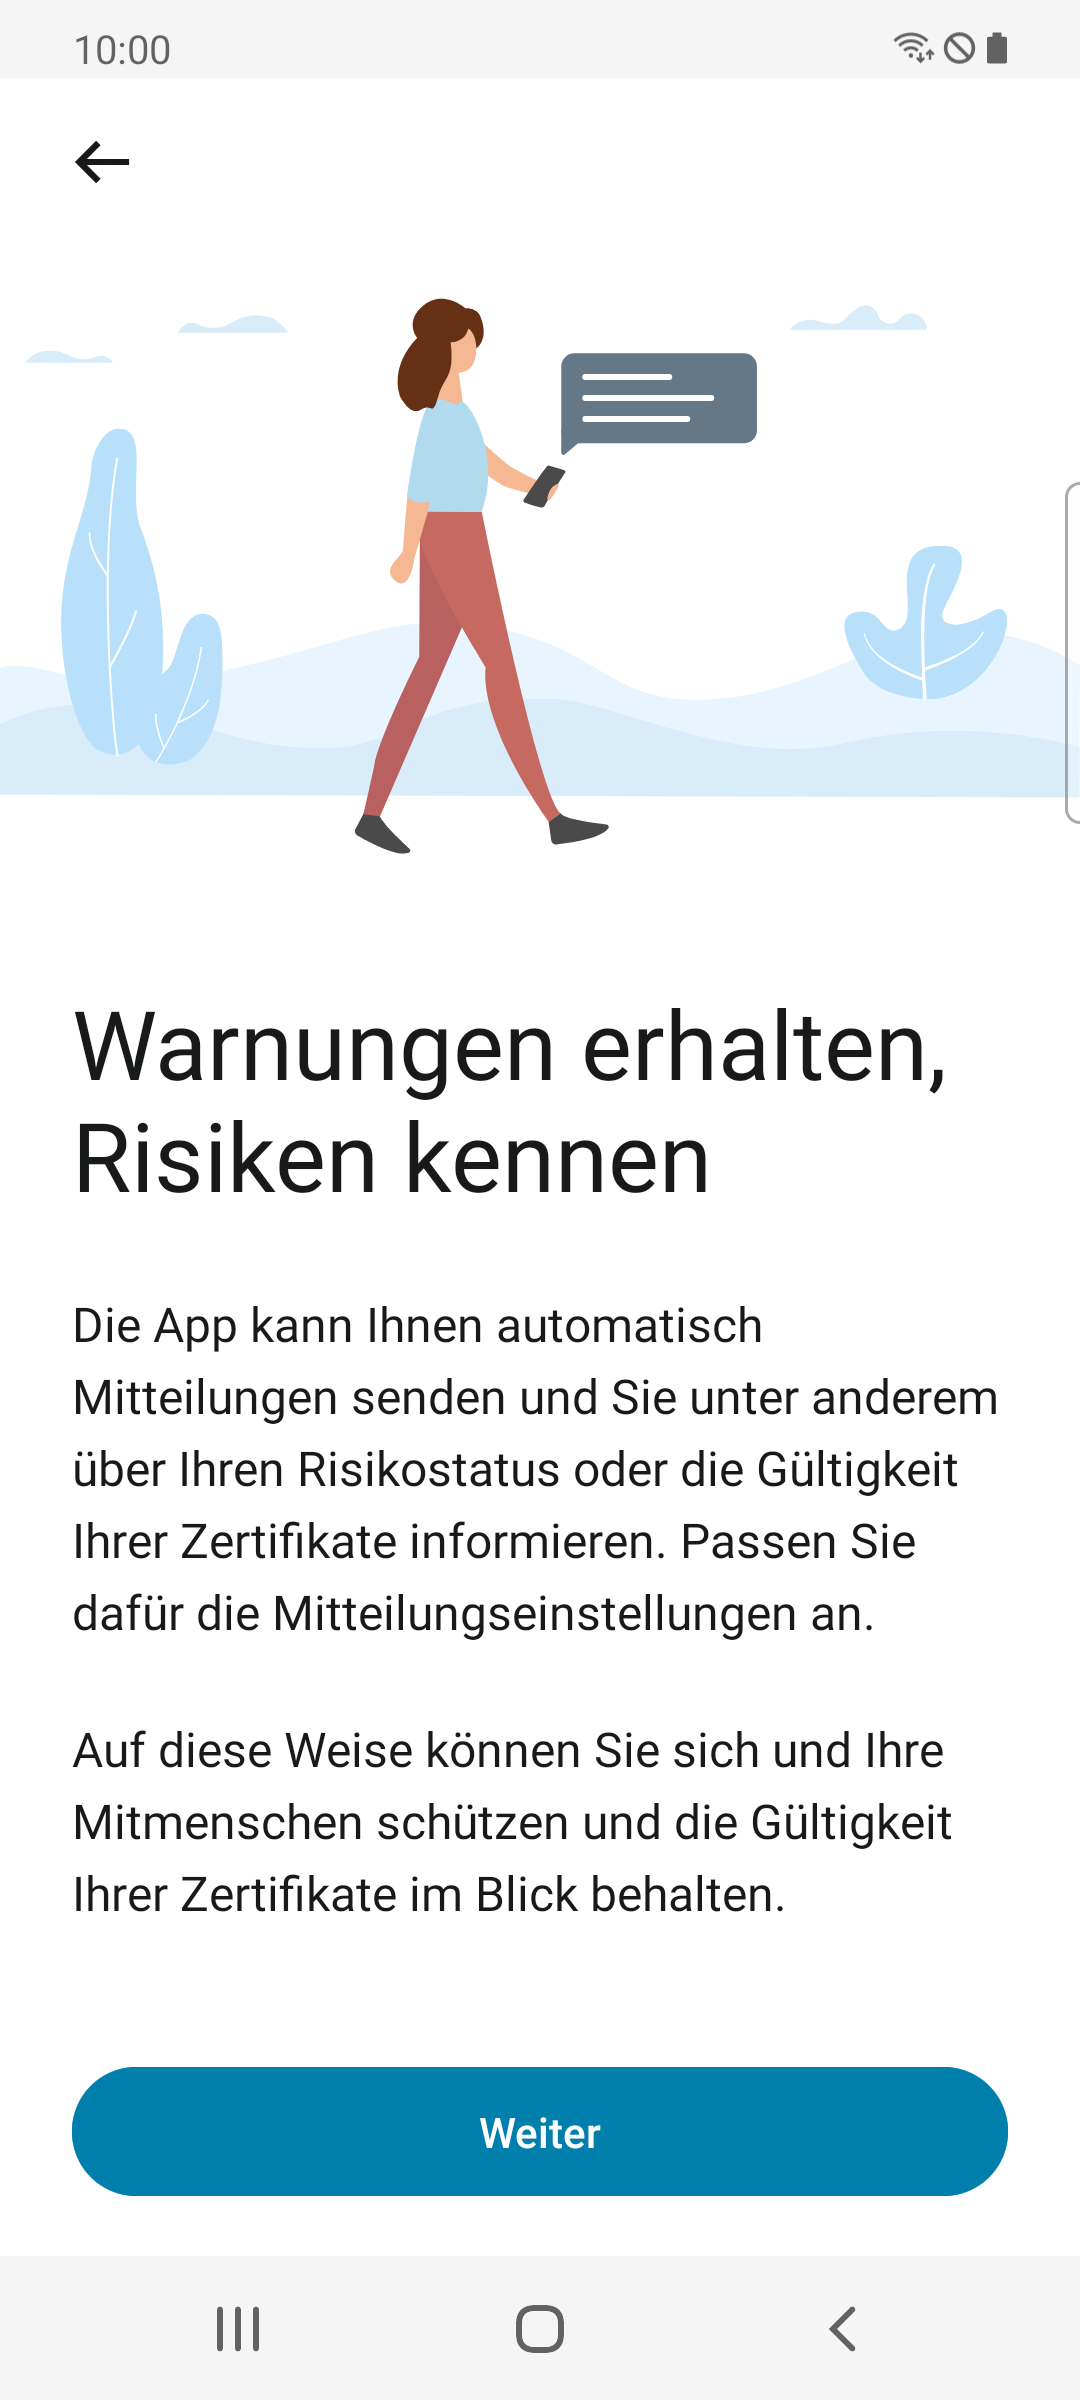 10:00
Warnungen erhalten,
Risiken kennen
Die App kann Ihnen automatisch
Mitteilungen senden und Sie unter anderem
über Ihren Risikostatus oder die Gültigkeit
Ihrer Zertifikate informieren. Passen Sie
dafür die Mitteilungseinstellungen an.
Auf diese Weise können Sie sich und Ihre
Mitmenschen schützen und die Gültigkeit
Ihrer Zertifikate im Blick behalten.
Weiter